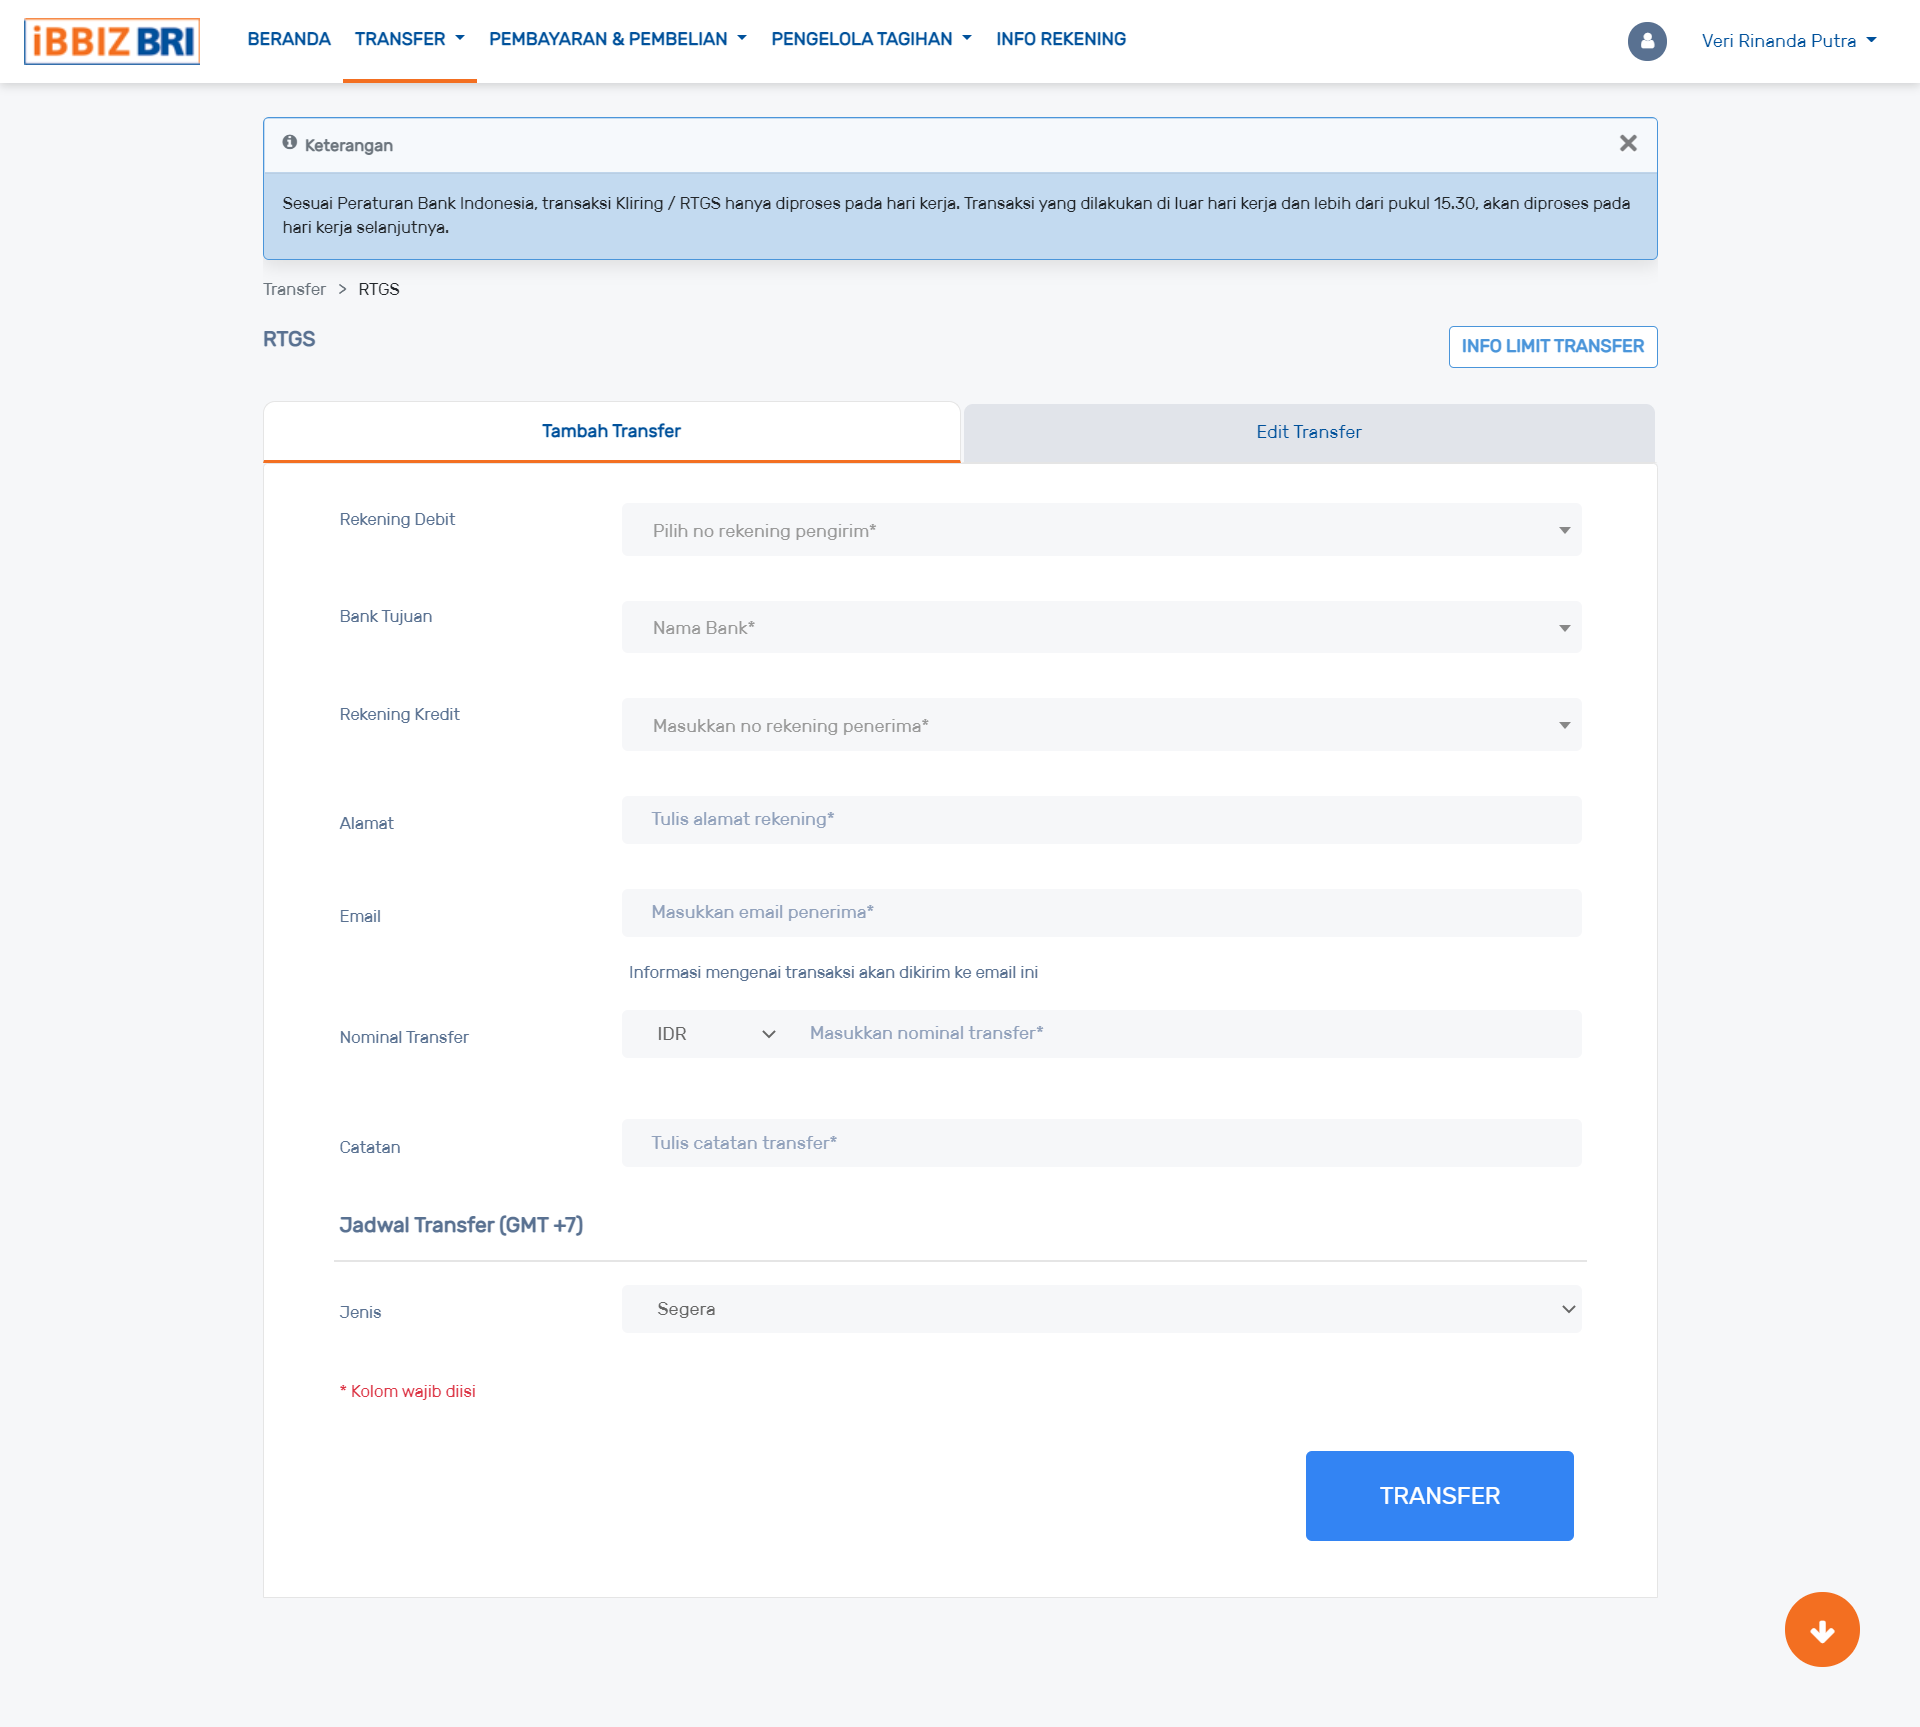 iBBIZ BRI
BERANDA TRANSFER PEMBAYARAN & PEMBELIAN PENGELOLA TAGIHAN INFO REKENING
Veri Rinanda Putra
Keterangan
Sesuai Peraturan Bank Indonesia, transaksi Kliring / RTGS hanya diproses pada hari kerja. Transaksi yang dilakukan di luar hari kerja dan lebih dari pukul 15.30, akan diproses pada
hari kerja selanjutnya.
Transfer > RTGS
RTGS
INFO LIMIT TRANSFER
Tambah Transfer
Edit Transfer
Rekening Debit
Pilih no rekening pengirim*
Bank Tujuan
Nama Bank*
Rekening Kredit
Masukkan no rekening penerima*
Alamat
Tulis alamat rekening*
Email
Masukkan email penerima*
Informasi mengenai transaksi akan dikirim ke email ini
Nominal Transfer
IDR
Masukkan nominal transfer*
Catatan
Tulis catatan transfer*
Jadwal Transfer (GMT +7)
Jenis
Segera
* Kolom wajib diisi
TRANSFER